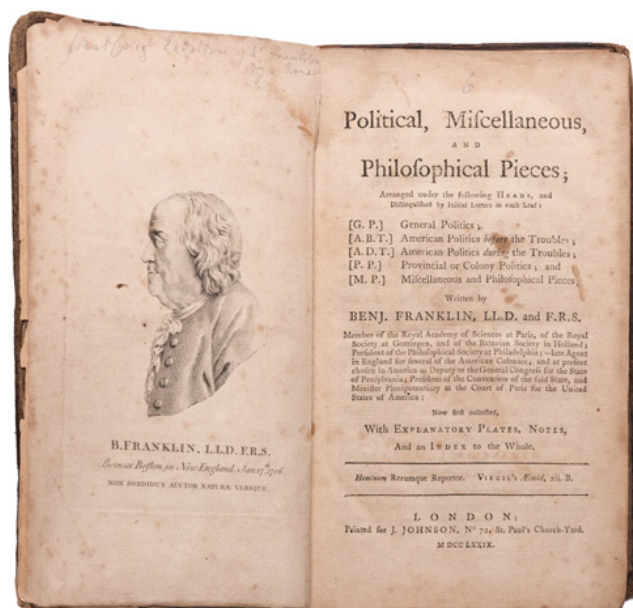 first
B. FRANKLIN, L.L.D. F.R.S.
Born at Boston, in New England, Jan. 17th. 1706.
NON SORDIDUS AUCTOR NATURÆ VERIQUE.
6
Political, Miſcellaneous,
AND
Philoſophical Pieces;
Arranged under the following HEADS, and
Diſtinguiſhed by Initial Letters in each Leaf:
[G. P.] General Politics;
[A.B.T.] American Politics before the Troubles;
[A.D.T.] American Politics during the Troubles;
[P. P.] Provincial or Colony Politics; and
[M. P.] Miſcellaneous and Philoſophical Pieces;
Written by
BENJ. FRANKLIN, LL.D. and F.R.S.
Member of the Royal Academy of Sciences at Paris, of the Royal
Society at Gottingen, and of the Batavian Society in Holland;
Preſident of the Philoſophical Society at Philadelphia;—late Agent
in England for ſeveral of the American Colonies, and at preſent
choſen in America as Deputy to the General Congreſs for the State
of Penſylvania; Preſident of the Convention of the ſaid State, and
Miniſter Plenipotentiary at the Court of Paris for the United
States of America:
Now firſt collected,
With EXPLANATORY PLATES, NOTES,
And an INDEX to the Whole.
Hominum Rerumque Repertor. VIRGIL's Æneid, xii. B.
LONDON:
Printed for J. JOHNSON, Nº 72, St. Paul's Church-Yard.
M DCC LXXIX.